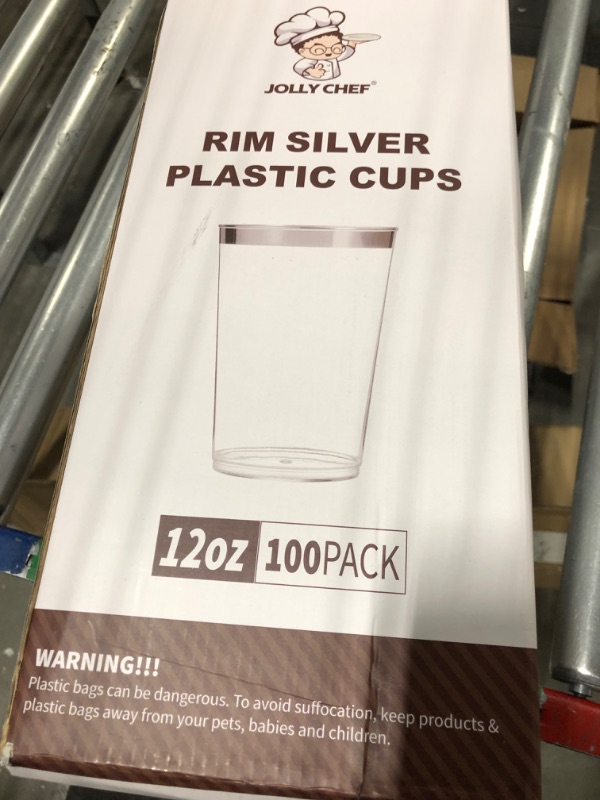 JOLLY CHEF®
RIM SILVER
PLASTIC CUPS
12oz 100PACK
WARNING!!!
Plastic bags can be dangerous. To avoid suffocation, keep products &
plastic bags away from your pets, babies and children.